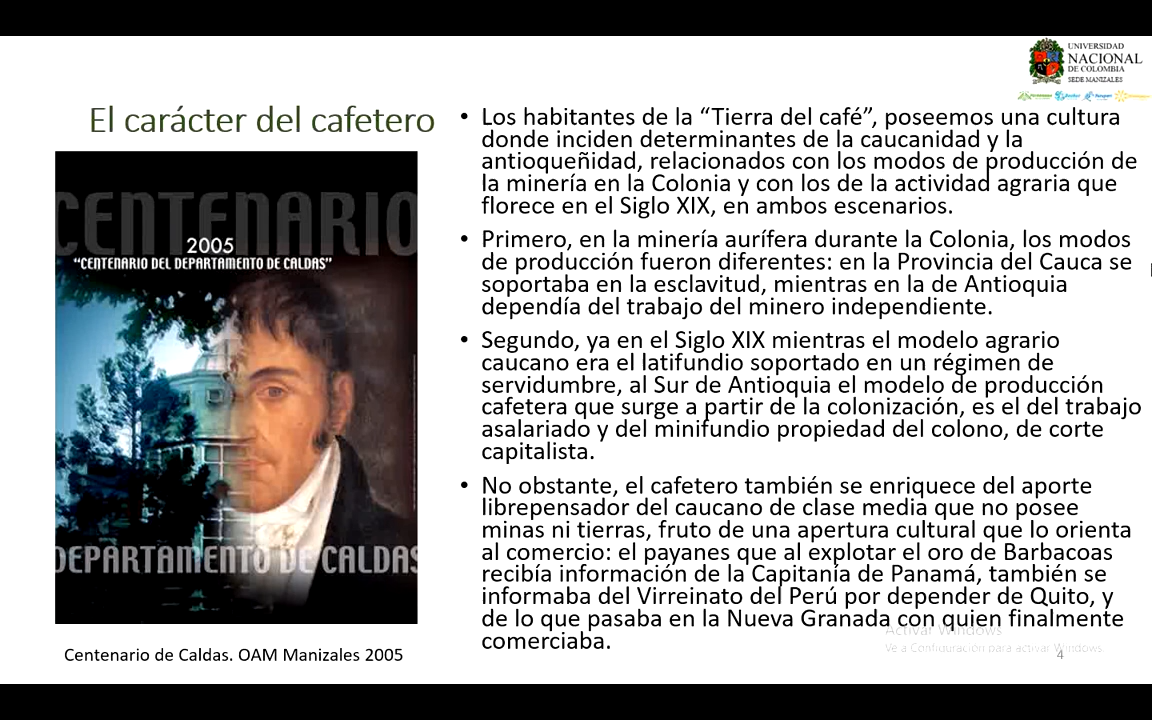 UNIVERSIDAD
NACIONAL
DE COLOMBIA
SEDE MANIZALES
El carácter del cafetero
CENTENARIO
2005
“CENTENARIO DEL DEPARTAMENTO DE CALDAS”
DEPARTAMENTO DE CALDAS
Centenario de Caldas. OAM Manizales 2005
• Los habitantes de la “Tierra del café”, poseemos una cultura
donde inciden determinantes de la caucanidad y la
antioqueñidad, relacionados con los modos de producción de
la minería en la Colonia y con los de la actividad agraria que
florece en el Siglo XIX, en ambos escenarios.
• Primero, en la minería aurífera durante la Colonia, los modos
de producción fueron diferentes: en la Provincia del Cauca se
soportaba en la esclavitud, mientras en la de Antioquia
dependía del trabajo del minero independiente.
• Segundo, ya en el Siglo XIX mientras el modelo agrario
caucano era el latifundio soportado en un régimen de
servidumbre, al Sur de Antioquia el modelo de producción
cafetera que surge a partir de la colonización, es el del trabajo
asalariado y del minifundio propiedad del colono, de corte
capitalista.
• No obstante, el cafetero también se enriquece del aporte
librepensador del caucano de clase media que no posee
minas ni tierras, fruto de una apertura cultural que lo orienta
al comercio: el payanes que al explotar el oro de Barbacoas
recibía información de la Capitanía de Panamá, también se
informaba del Virreinato del Perú por depender de Quito, y
de lo que pasaba en la Nueva Granada con quien finalmente
comerciaba.
Activar Windows
Ve a Configuración para activar Windows.
4